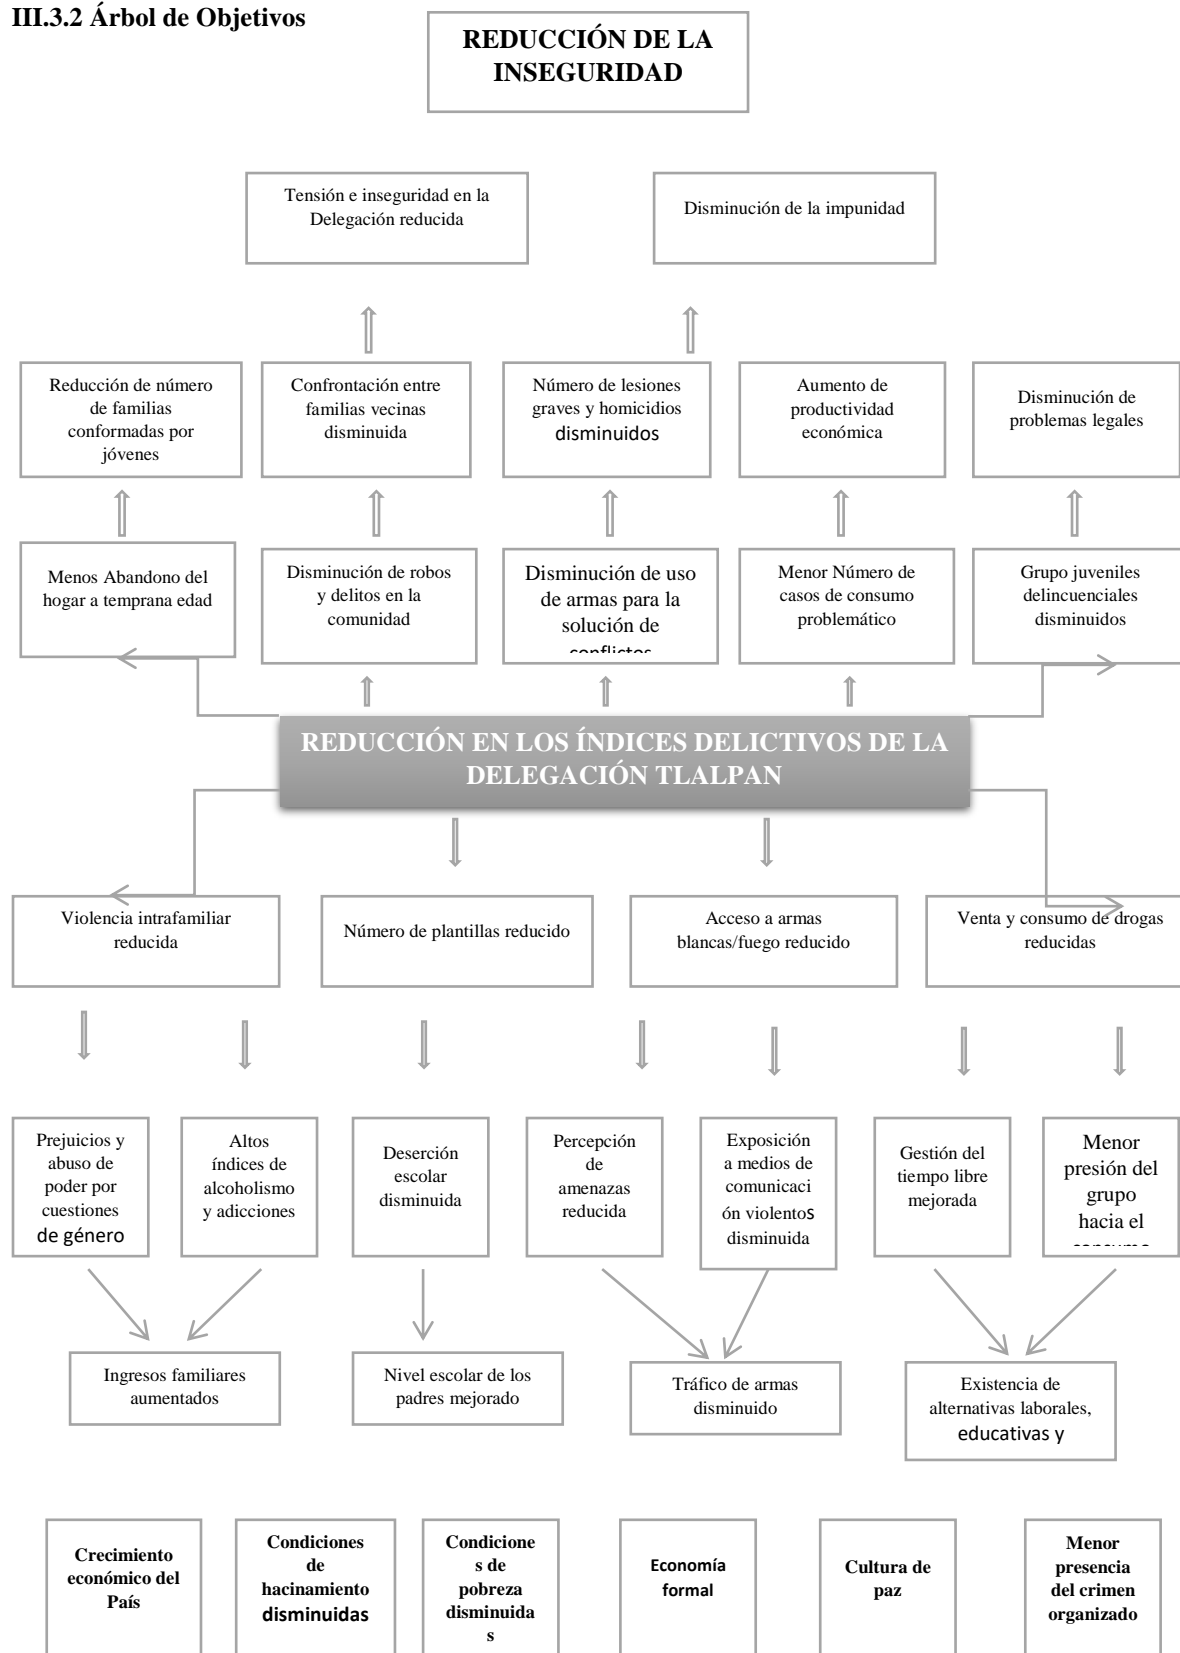 III.3.2 Árbol de Objetivos
REDUCCIÓN DE LA
INSEGURIDAD
Tensión e inseguridad en la
Delegación reducida
Disminución de la impunidad
Reducción de número
de familias
conformadas por
jóvenes
Confrontación entre
familias vecinas
disminuida
Número de lesiones
graves y homicidios
disminuidos
Aumento de
productividad
económica
Disminución de
problemas legales
Menos Abandono del
hogar a temprana edad
Disminución de robos
y delitos en la
comunidad
Disminución de uso
de armas para la
solución de
conflictos
Menor Número de
casos de consumo
problemático
Grupo juveniles
delincuenciales
disminuidos
REDUCCIÓN EN LOS ÍNDICES DELICTIVOS DE LA
DELEGACIÓN TLALPAN
Violencia intrafamiliar
reducida
Número de plantillas reducido
Acceso a armas
blancas/fuego reducido
Venta y consumo de drogas
reducidas
Prejuicios y
abuso de
poder por
cuestiones
de género
Altos
índices de
alcoholismo
y adicciones
Deserción
escolar
disminuida
Percepción
de
amenazas
reducida
Exposición
a medios de
comunicaci
ón violentos
disminuida
Gestión del
tiempo libre
mejorada
Menor
presión del
grupo
hacia el
consumo
Ingresos familiares
aumentados
Nivel escolar de los
padres mejorado
Tráfico de armas
disminuido
Existencia de
alternativas laborales,
educativas y
Crecimiento
económico del
País
Condiciones
de
hacinamiento
disminuidas
Condicione
s de
pobreza
disminuida
s
Economía
formal
Cultura de
paz
Menor
presencia
del crimen
organizado